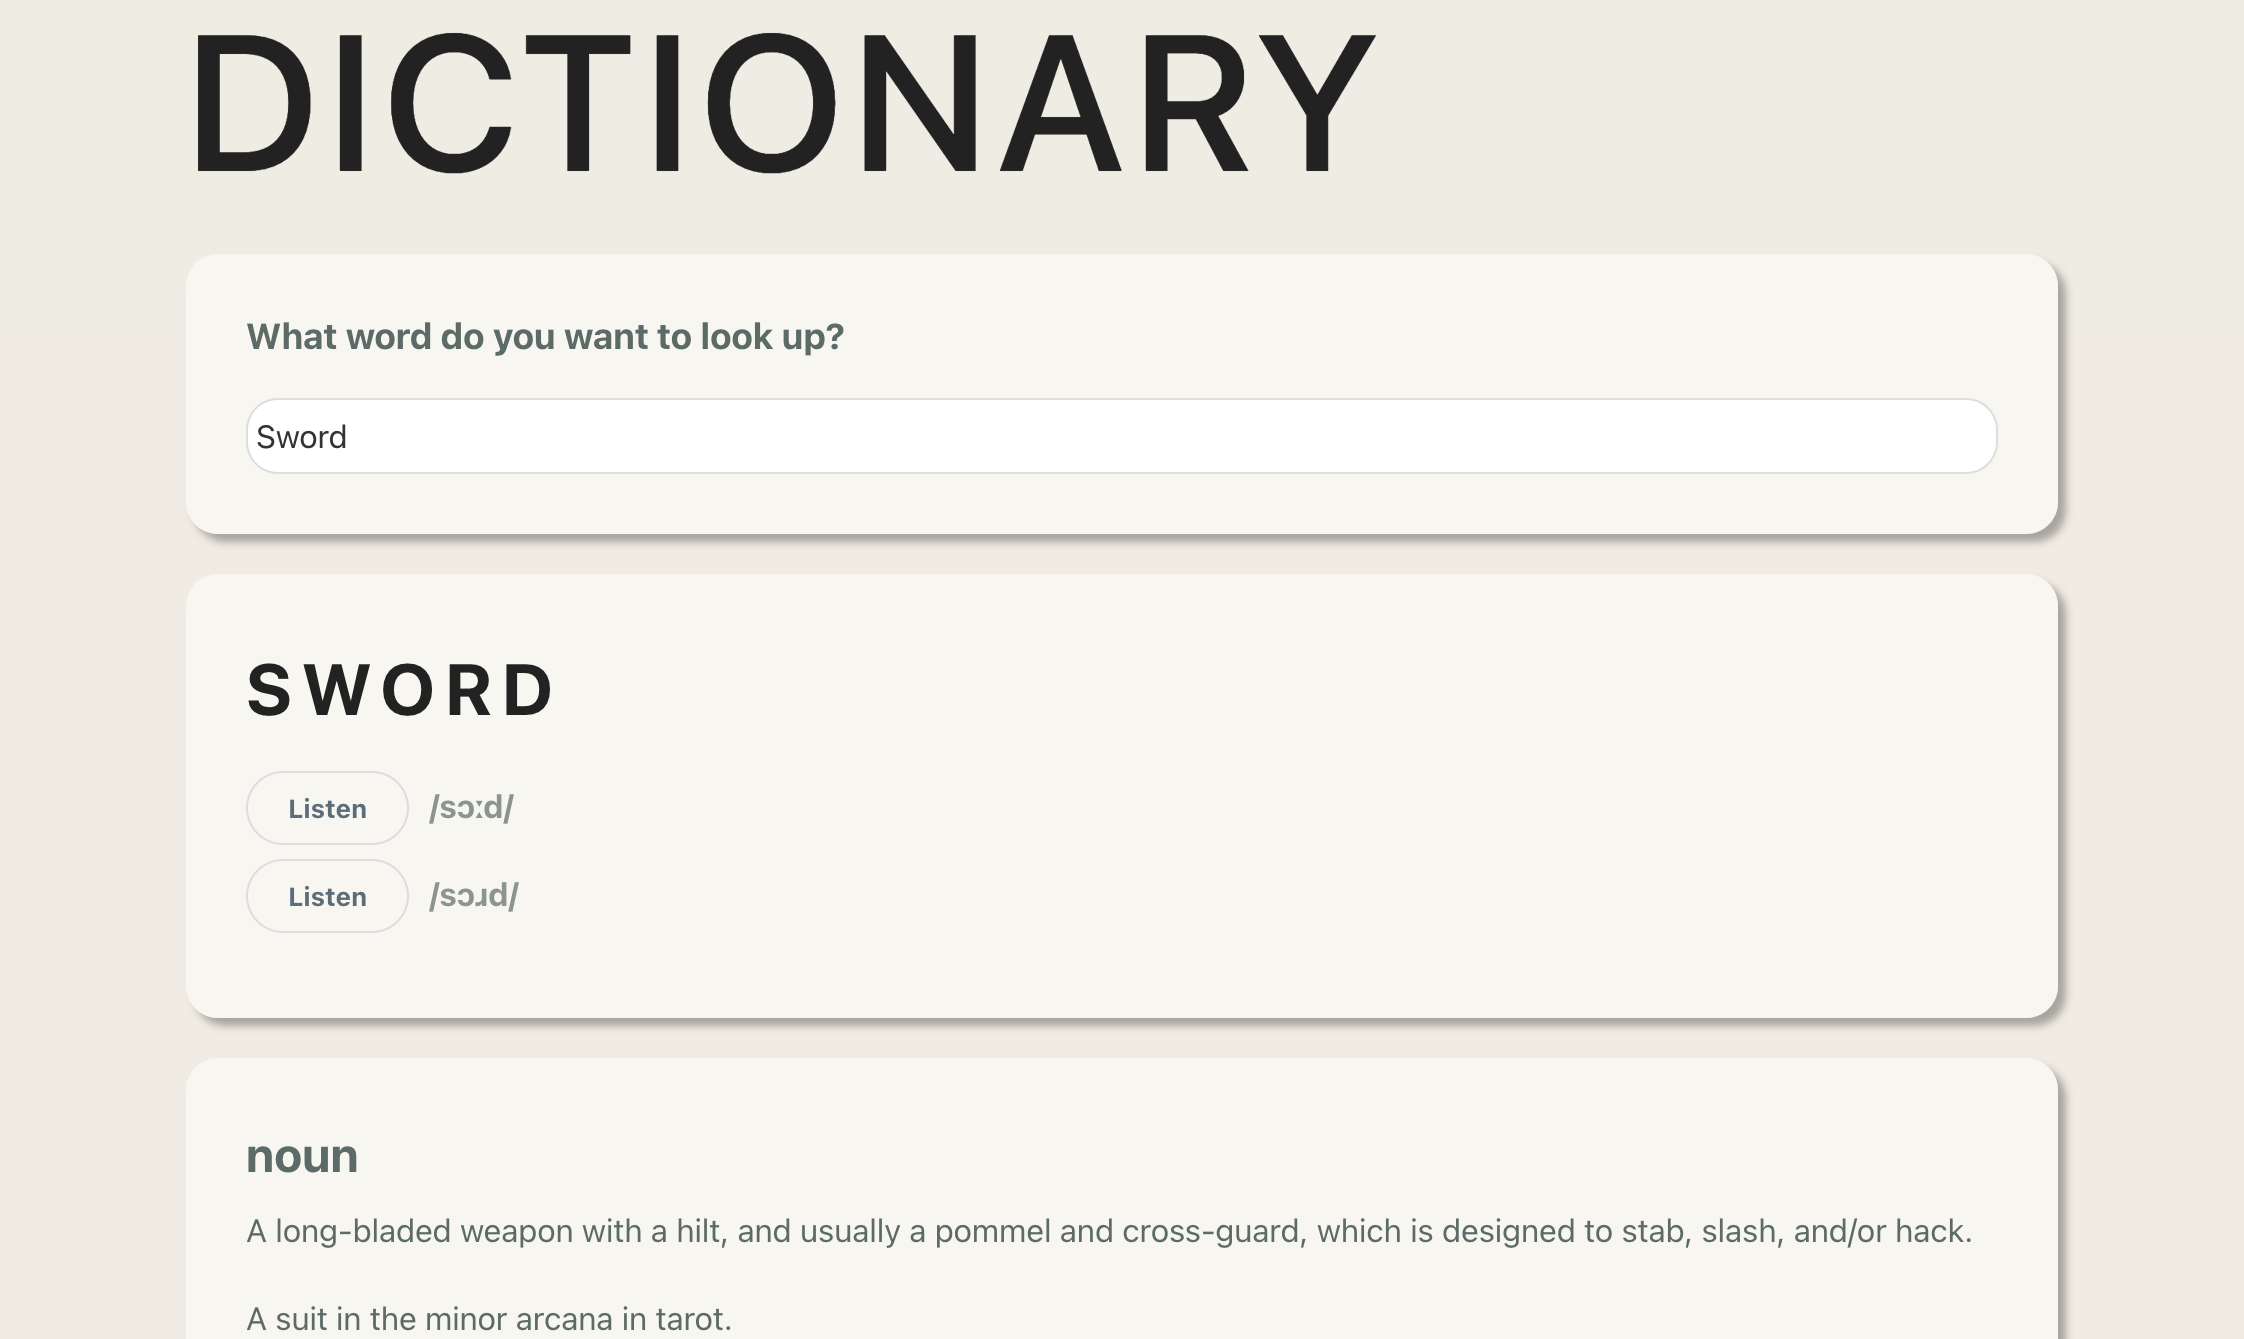 DICTIONARY
What word do you want to look up?
Sword
SWORD
Listen /sɔːd/
Listen /sɔɹd/
noun
A long-bladed weapon with a hilt, and usually a pommel and cross-guard, which is designed to stab, slash, and/or hack.
A suit in the minor arcana in tarot.